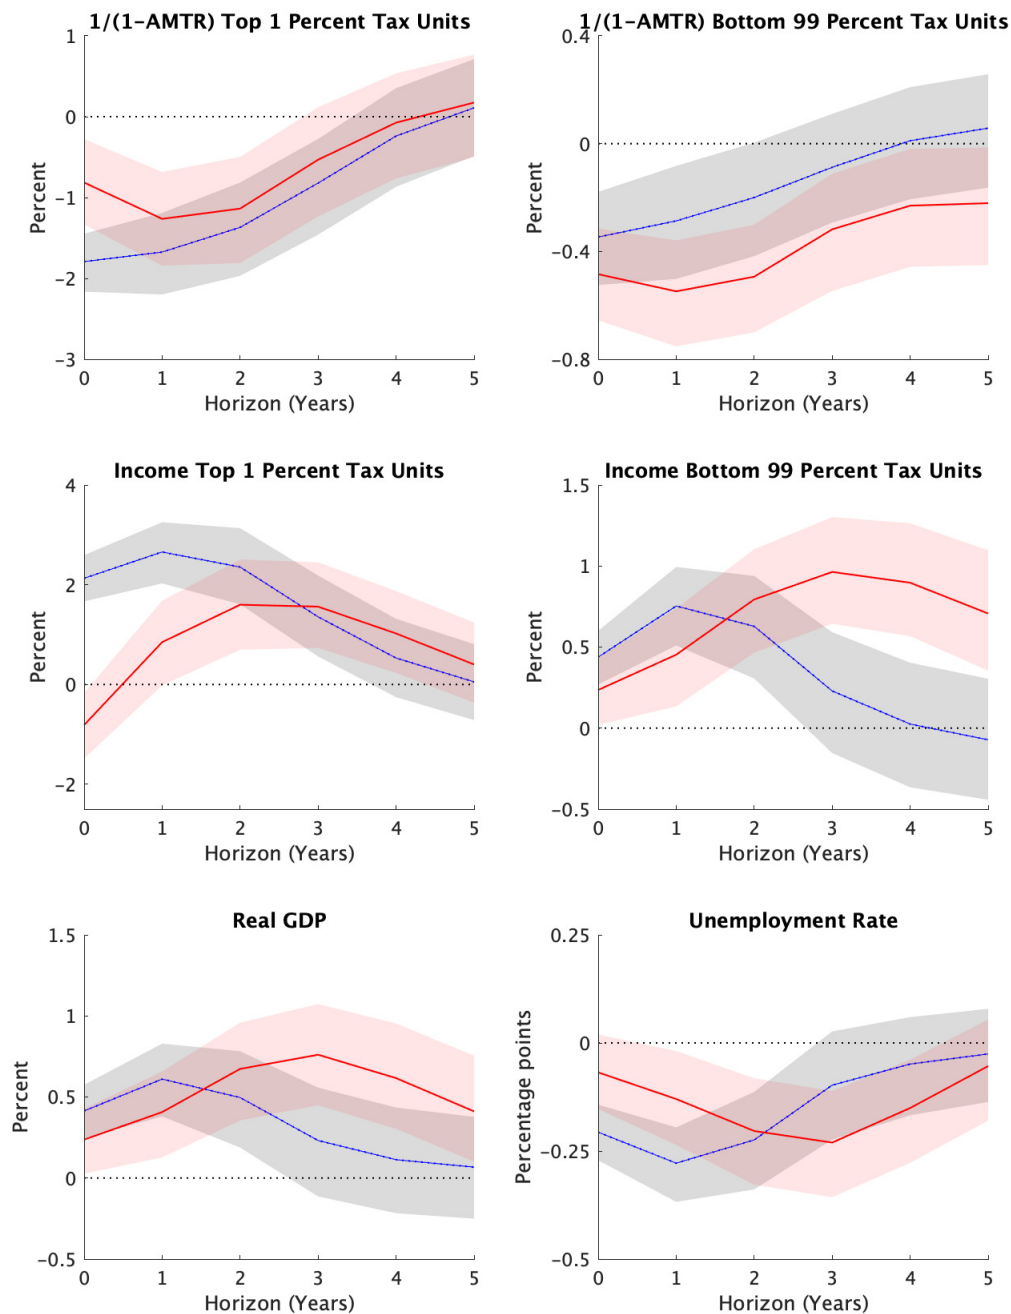 1/(1-AMTR) Top 1 Percent Tax Units
1
0
-1
-2
-3
Percent
0 1 2 3 4 5
Horizon (Years)
1/(1-AMTR) Bottom 99 Percent Tax Units
0.4
0
-0.4
-0.8
Percent
0 1 2 3 4 5
Horizon (Years)
Income Top 1 Percent Tax Units
4
2
0
-2
Percent
0 1 2 3 4 5
Horizon (Years)
Income Bottom 99 Percent Tax Units
1.5
1
0.5
0
-0.5
Percent
0 1 2 3 4 5
Horizon (Years)
Real GDP
1.5
1
0.5
0
-0.5
Percent
0 1 2 3 4 5
Horizon (Years)
Unemployment Rate
0.25
0
-0.25
-0.5
Percentage points
0 1 2 3 4 5
Horizon (Years)